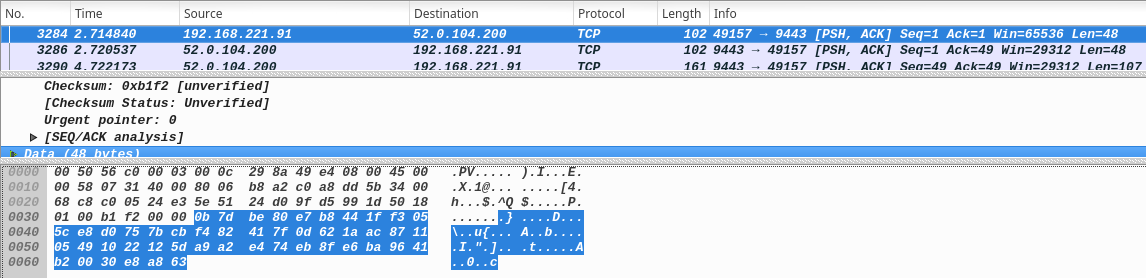 No. Time Source Destination Protocol Length Info
3284 2.714840 192.168.221.91 52.0.104.200 TCP 102 49157 → 9443 [PSH, ACK] Seq=1 Ack=1 Win=65536 Len=48
3286 2.720537 52.0.104.200 192.168.221.91 TCP 102 9443 → 49157 [PSH, ACK] Seq=1 Ack=49 Win=29312 Len=48
3290 2.722173 52.0.104.200 192.168.221.91 TCP 161 9443 → 49157 [PSH, ACK] Seq=49 Ack=49 Win=29312 Len=107
Checksum: 0xb1f2 [unverified]
[Checksum Status: Unverified]
Urgent pointer: 0
[SEQ/ACK analysis]
Data (48 bytes)
0000 00 50 56 c0 00 03 00 0c 29 8a 49 e4 08 00 45 00 .PV..... ).I...E.
0010 00 58 07 31 40 00 80 06 b8 a2 c0 a8 dd 5b 34 00 .X.1@... .....[4.
0020 68 c8 c0 05 24 e3 5e 51 24 d0 9f d5 99 1d 50 18 h...$.^Q $.....P.
0030 01 00 b1 f2 00 00 0b 7d be 80 e7 b8 44 1f f3 05 .......} ....D...
0040 5c e8 d0 75 7b cb f4 82 41 7f 0d 62 1a ac 87 11 \..u{... A..b....
0050 05 49 10 22 12 5d a9 a2 e4 74 eb 8f e6 ba 96 41 .I.".].. .t.....A
0060 b2 00 30 e8 a8 63 ..0..c